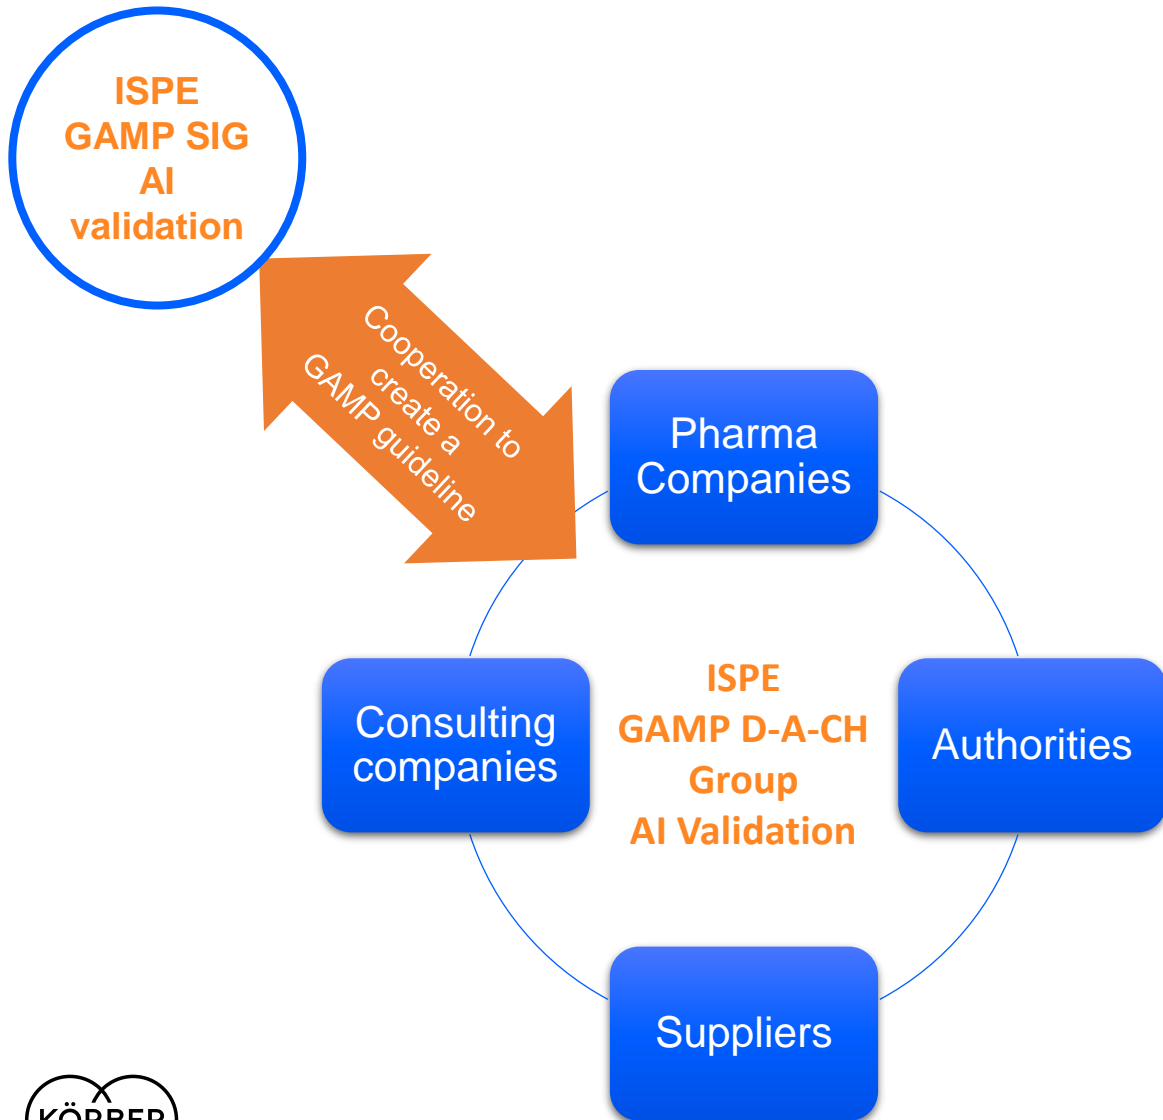 ISPE
GAMP SIG
AI
validation
Cooperation to
create a
GAMP guideline
Pharma
Companies
Consulting
companies
ISPE
GAMP D-A-CH
Group
AI Validation
Authorities
Suppliers
KÖRBER